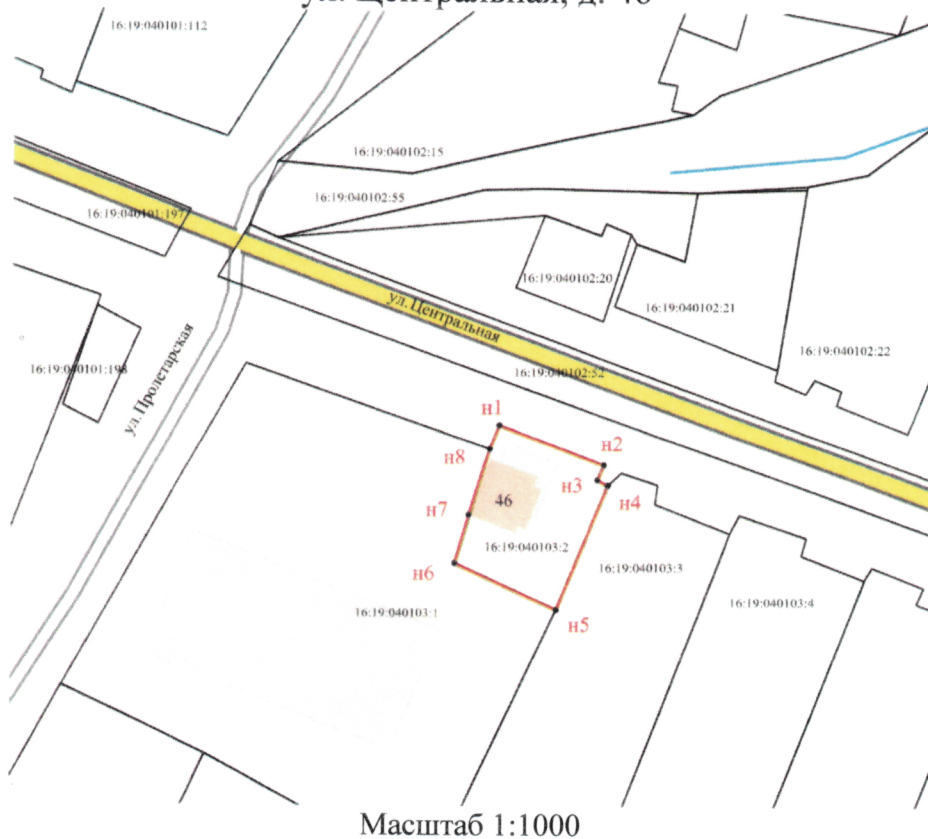 ул. Центральная, д. 46
16:19:040101:112
16:19:040102:15
16:19:040102:55
16:19:040101:197
16:19:040102:20
ул. Центральная
16:19:040102:21
16:19:040102:22
16:19:040101:198
ул. Пролетарская
16:19:040102:52
н1
н2
н8
н3
н4
46
н7
16:19:040103:2
н6
16:19:040103:3
16:19:040103:4
16:19:040103:1
н5
Масштаб 1:1000